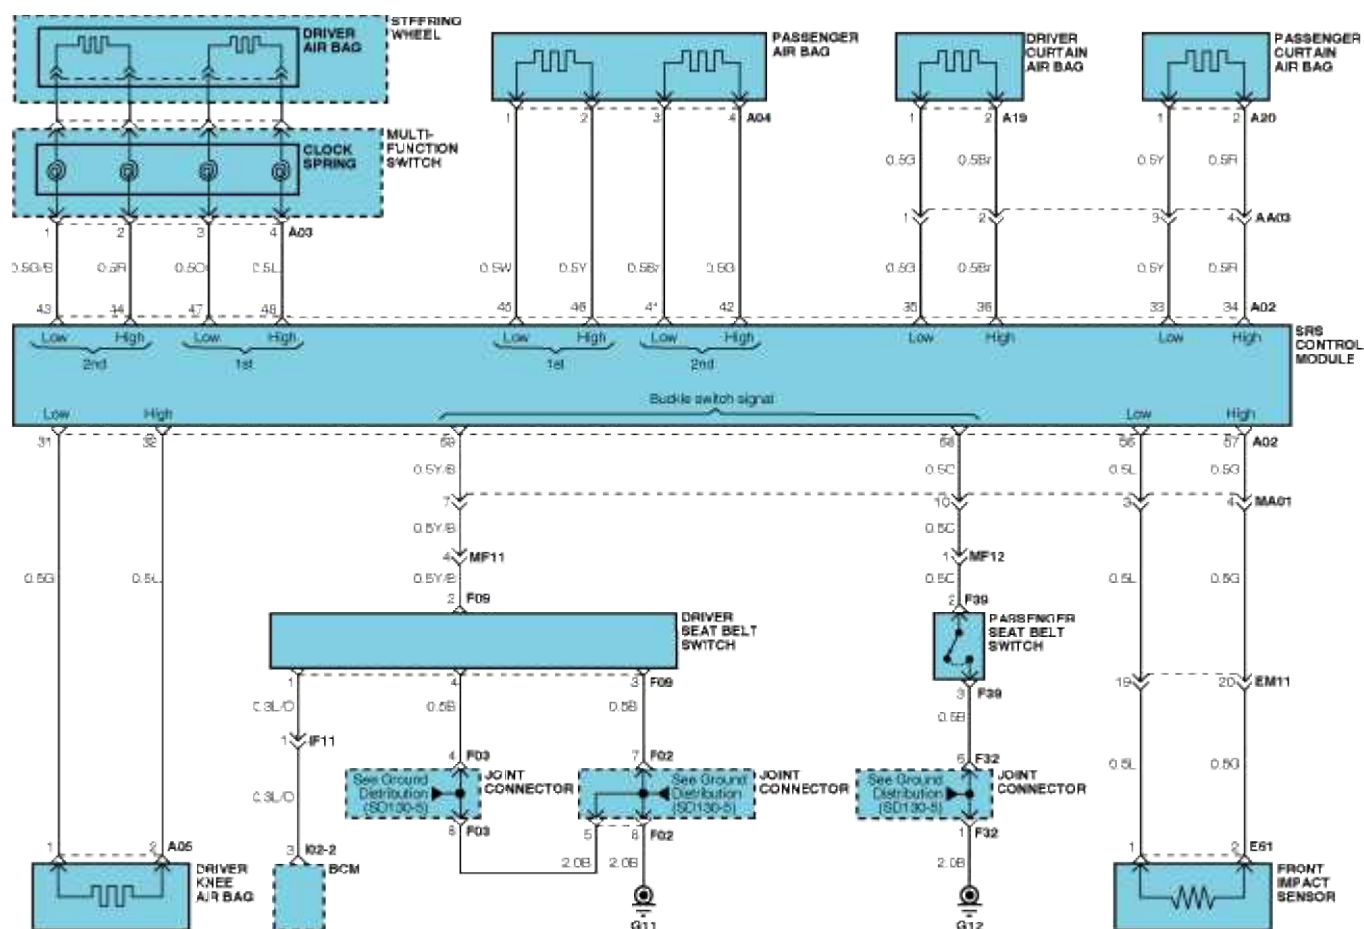 STEERING
WHEEL
DRIVER
AIR BAG
PASSENGER
AIR BAG
DRIVER
CURTAIN
AIR BAG
PASSENGER
CURTAIN
AIR BAG
1 2 3 4 A04
1 2 A19
1 2 A20
MULTI-
FUNCTION
SWITCH
CLOCK
SPRING
0.5G 0.5Br 0.5Y 0.5R
1 2 3 4 AA03
1 2 3 4 A03
0.5G/B 0.5R 0.5O 0.5L 0.5W 0.5Y 0.5Br 0.5G 0.5G 0.5Br 0.5Y 0.5R
43 44 47 48 45 46 41 42 35 36 33 34 A02
Low High Low High Low High Low High Low High Low High
2nd 1st 1st 2nd
SRS
CONTROL
MODULE
Buckle switch signal
Low High Low High
31 59 58 56 57 A02
0.5Y/B 0.5L 0.5G
7 10 3 4 MA01
0.5Y/B
4 MF11 1 MF12
0.5G 0.5L 0.5Y/B 0.5L 0.5G
2 F09 2 F39
DRIVER
SEAT BELT
SWITCH
PASSENGER
SEAT BELT
SWITCH
1 4 3 F09
3 F39
19 20 EM11
0.3L/O 0.5B 0.5B 0.5B
1 IF11
4 F03 7 F02 6 F32
See Ground
Distribution
(SD130-5)
JOINT
CONNECTOR
See Ground
Distribution
(SD130-5)
JOINT
CONNECTOR
See Ground
Distribution
(SD130-5)
JOINT
CONNECTOR
0.5L 0.5G
0.3L/O
F03 5 F02 1 F32
2.0B 2.0B 2.0B
1 2 A05
3 I02-2
1 2 E61
DRIVER
KNEE
AIR BAG
BCM
FRONT
IMPACT
SENSOR
G11 G12